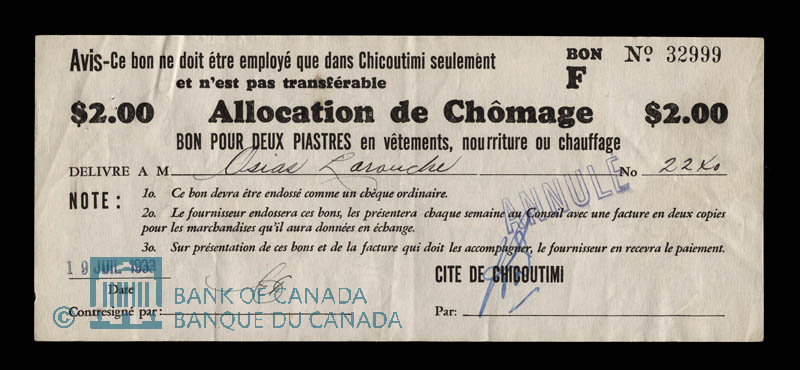 Avis-Ce bon ne doit être employé que dans Chicoutimi seulement
et n'est pas transférable
BON F
No 32999
$2.00 Allocation de Chômage $2.00
BON POUR DEUX PIASTRES en vêtements, nourriture ou chauffage
DELIVRE A M Osias Larouche No
ANNULÉ
NOTE: 1o. Ce bon devra être endossé comme un chèque ordinaire.
2o. Le fournisseur endossera ces bons, les présentera chaque semaine au Conseil avec une facture en deux copies
pour les marchandises qu'il aura données en échange.
3o. Sur présentation de ces bons et de la facture qui doit les accompagner, le fournisseur en recevra le paiement.
19 JUIL 1933
Date
CITE DE CHICOUTIMI
Contresigné par:
Par:
© BANK OF CANADA
BANQUE DU CANADA